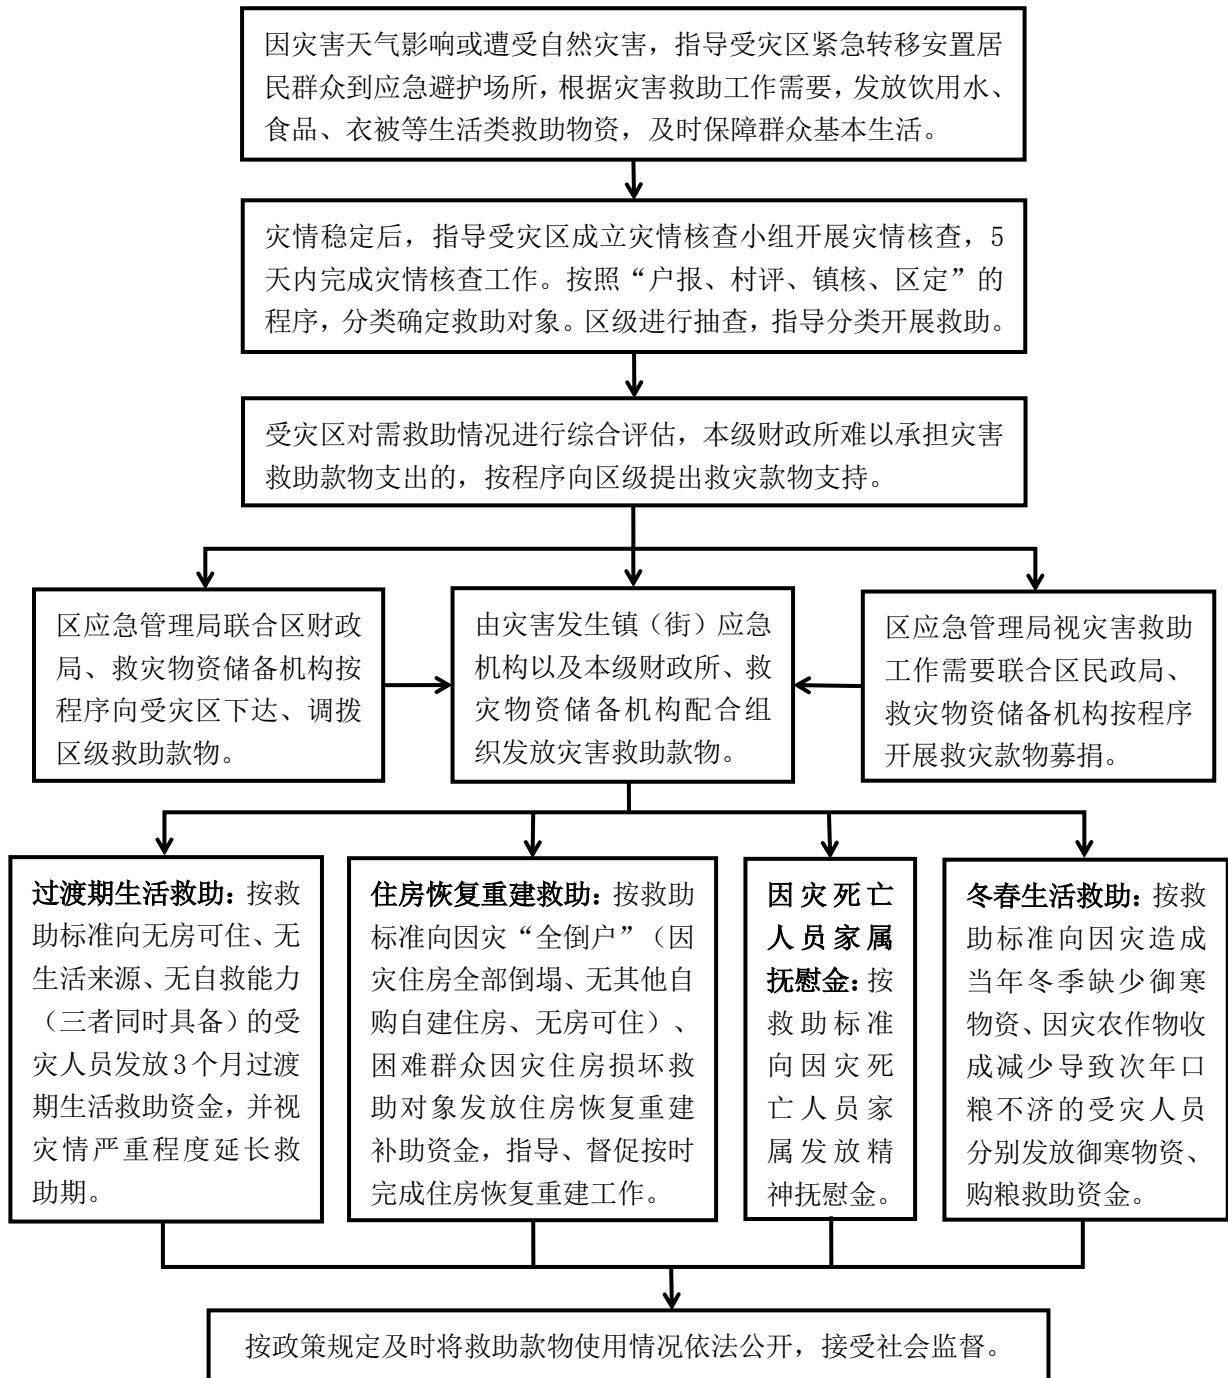 因灾害天气影响或遭受自然灾害，指导受灾区紧急转移安置居
民群众到应急避护场所，根据灾害救助工作需要，发放饮用水、
食品、衣被等生活类救助物资，及时保障群众基本生活。
灾情稳定后，指导受灾区成立灾情核查小组开展灾情核查，5
天内完成灾情核查工作。按照“户报、村评、镇核、区定”的
程序，分类确定救助对象。区级进行抽查，指导分类开展救助。
受灾区对需救助情况进行综合评估，本级财政所难以承担灾害
救助款物支出的，按程序向区级提出救灾款物支持。
区应急管理局联合区财政
局、救灾物资储备机构按
程序向受灾区下达、调拨
区级救助款物。
由灾害发生镇（街）应急
机构以及本级财政所、救
灾物资储备机构配合组
织发放灾害救助款物。
区应急管理局视灾害救助
工作需要联合区民政局、
救灾物资储备机构按程序
开展救灾款物募捐。
过渡期生活救助：按救
助标准向无房可住、无
生活来源、无自救能力
（三者同时具备）的受
灾人员发放3个月过渡
期生活救助资金，并视
灾情严重程度延长救
助期。
住房恢复重建救助：按救助
标准向因灾“全倒户”（因
灾住房全部倒塌、无其他自
购自建住房、无房可住）、
困难群众因灾住房损坏救
助对象发放住房恢复重建
补助资金，指导、督促按时
完成住房恢复重建工作。
因灾死亡
人员家属
抚慰金：按
救助标准
向因灾死
亡人员家
属发放精
神抚慰金。
冬春生活救助：按救
助标准向因灾造成
当年冬季缺少御寒
物资、因灾农作物收
成减少导致次年口
粮不济的受灾人员
分别发放御寒物资、
购粮救助资金。
按政策规定及时将救助款物使用情况依法公开，接受社会监督。